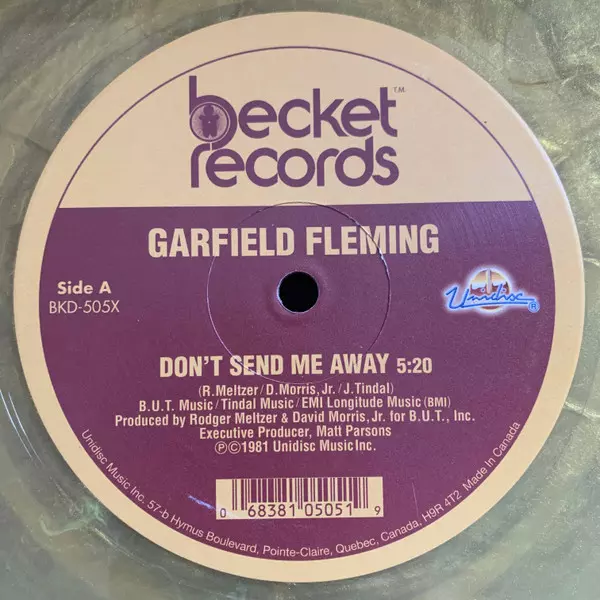 becket™
records
GARFIELD FLEMING
Side A
BKD-505X
Unidisc®
DON'T SEND ME AWAY 5:20
(R. Meltzer/D. Morris, Jr./J. Tindal)
B.U.T. Music/Tindal Music/EMI Longitude Music (BMI)
Produced by Rodger Meltzer & David Morris, Jr. for B.U.T., Inc.
Executive Producer, Matt Parsons
℗©1981 Unidisc Music Inc.
0 68381 05051 9
Unidisc Music Inc. 57-b Hymus Boulevard, Pointe-Claire, Quebec, Canada, H9R 4T2 Made In Canada